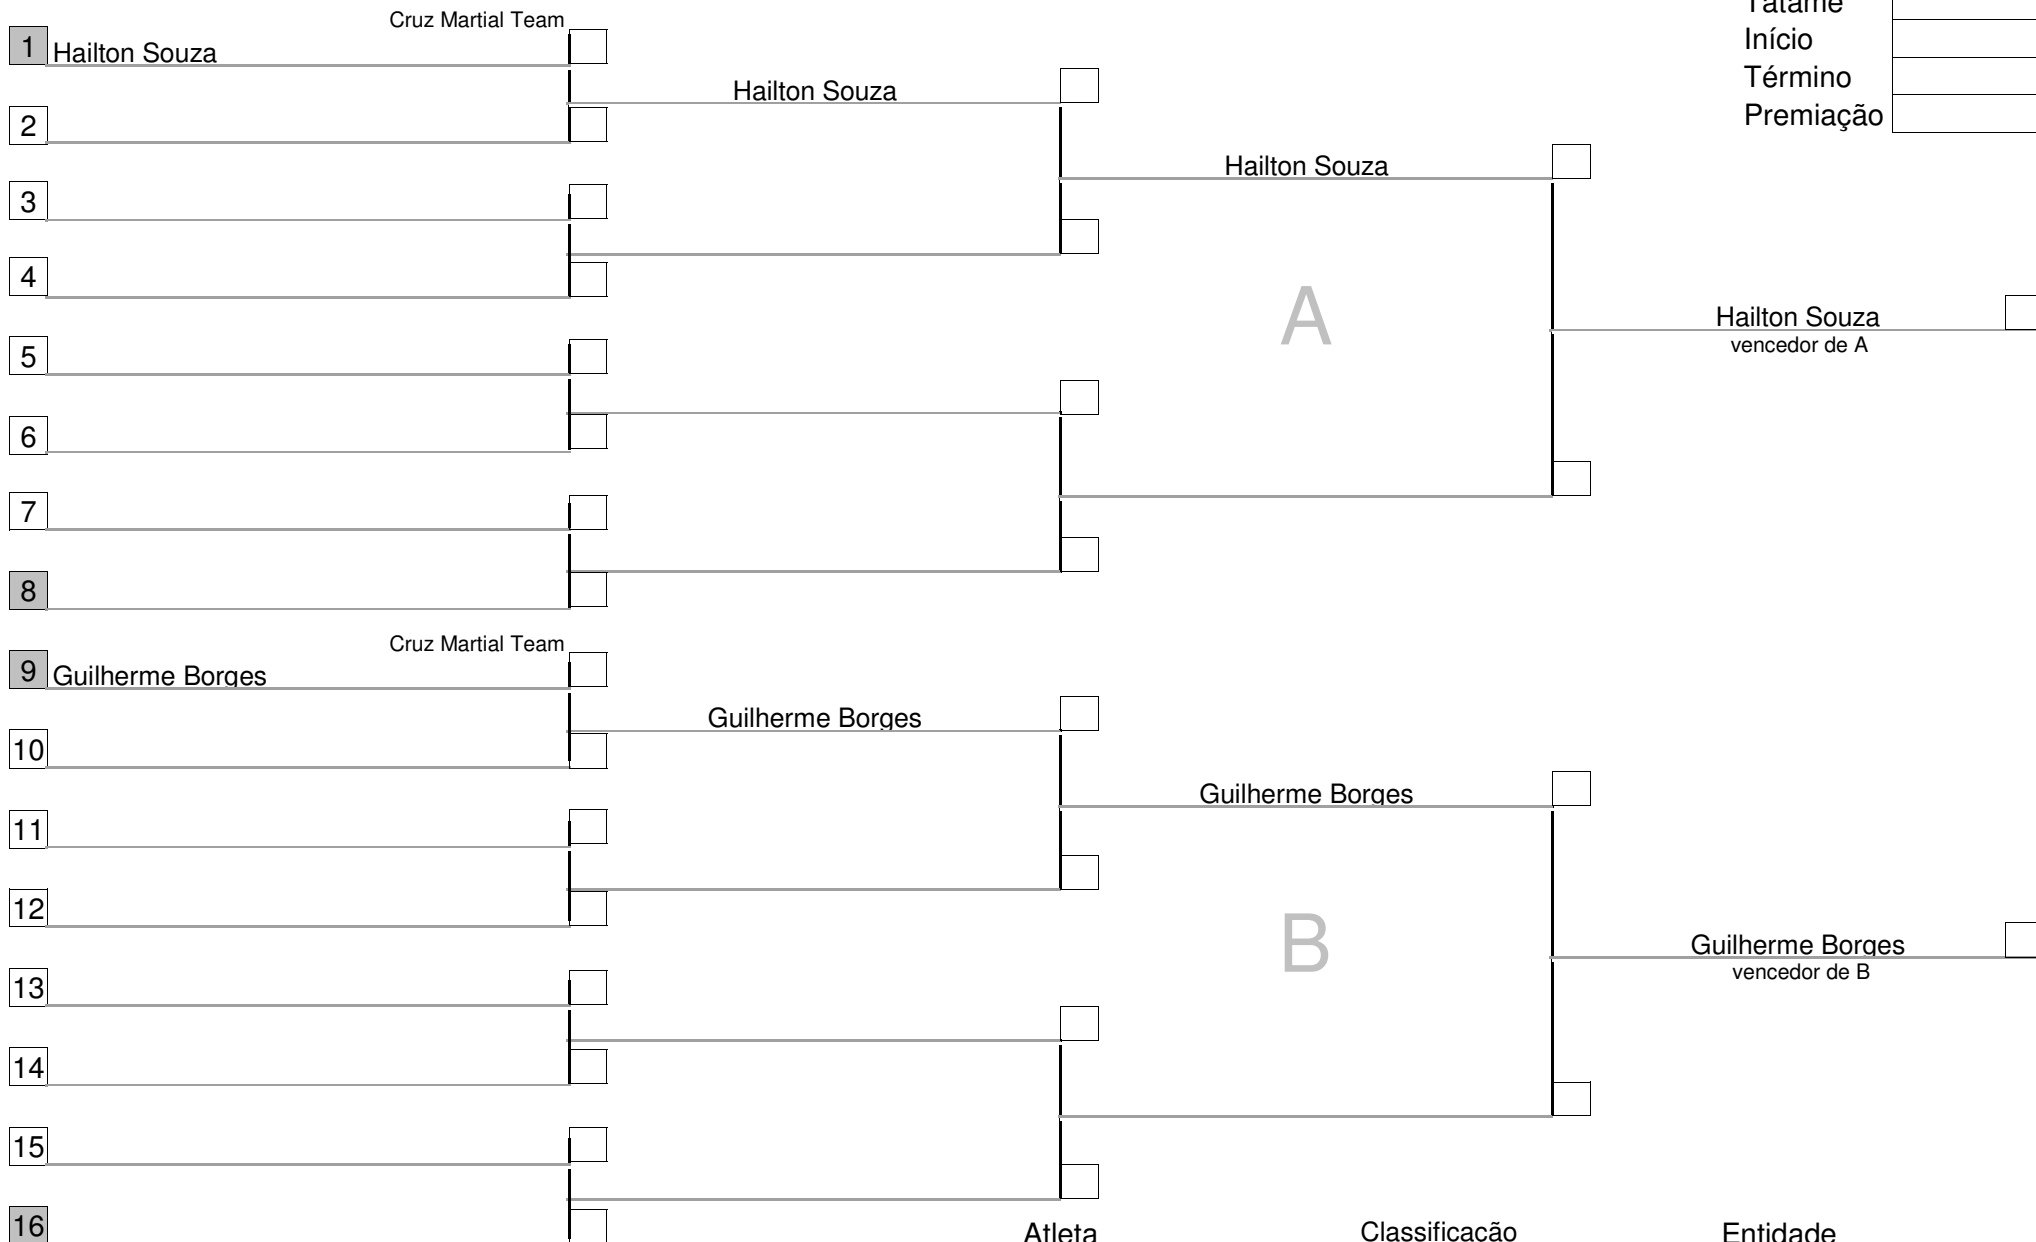 Cruz Martial Team
Tatame
1 Hailton Souza
Início
Hailton Souza
Término
2
Premiação
Hailton Souza
3
4
A
Hailton Souza
vencedor de A
5
6
7
8
Cruz Martial Team
9 Guilherme Borges
Guilherme Borges
10
Guilherme Borges
11
12
B
Guilherme Borges
vencedor de B
13
14
15
16
Atleta Classificação Entidade